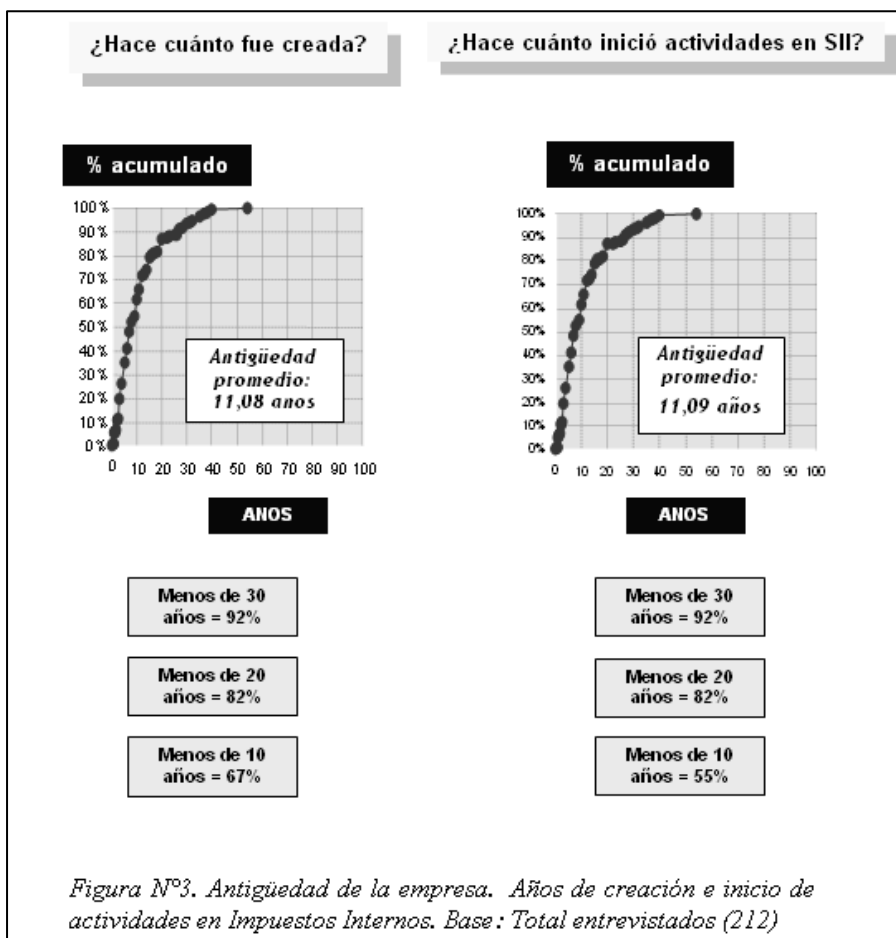 ¿Hace cuánto fue creada?
¿Hace cuánto inició actividades en SII?
% acumulado
100%
90%
80%
70%
60%
50%
40%
30%
20%
10%
0%
Antigüedad
promedio:
11,08 anos
0 10 20 30 40 50 60 70 80 90 100
ANOS
Menos de 30
años = 92%
Menos de 20
años = 82%
Menos de 10
años = 67%
% acumulado
100%
90%
80%
70%
60%
50%
40%
30%
20%
10%
0%
Antigüedad
promedio:
11,09 años
0 10 20 30 40 50 60 70 80 90 100
ANOS
Menos de 30
años = 92%
Menos de 20
años = 82%
Menos de 10
años = 55%
Figura N°3. Antigüedad de la empresa. Años de creación e inicio de
actividades en Impuestos Internos. Base: Total entrevistados (212)